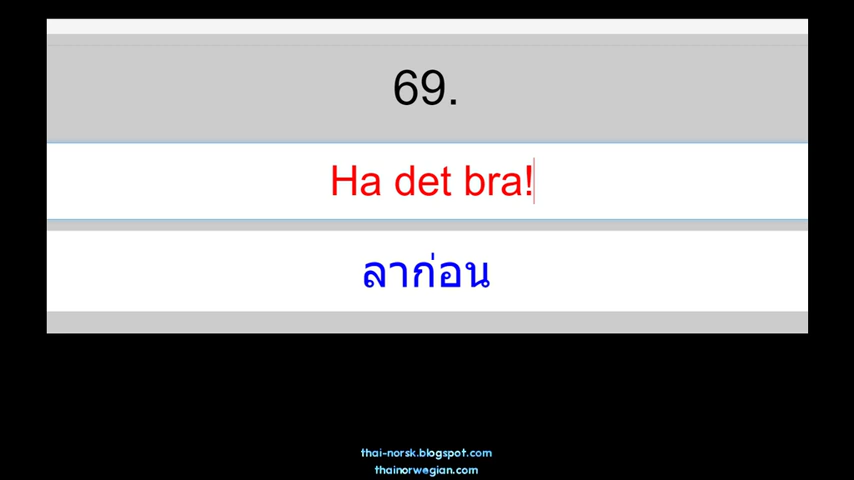 69.
Ha det bra!
ลาก่อน
thai-norsk.blogspot.com
thainorwegian.com